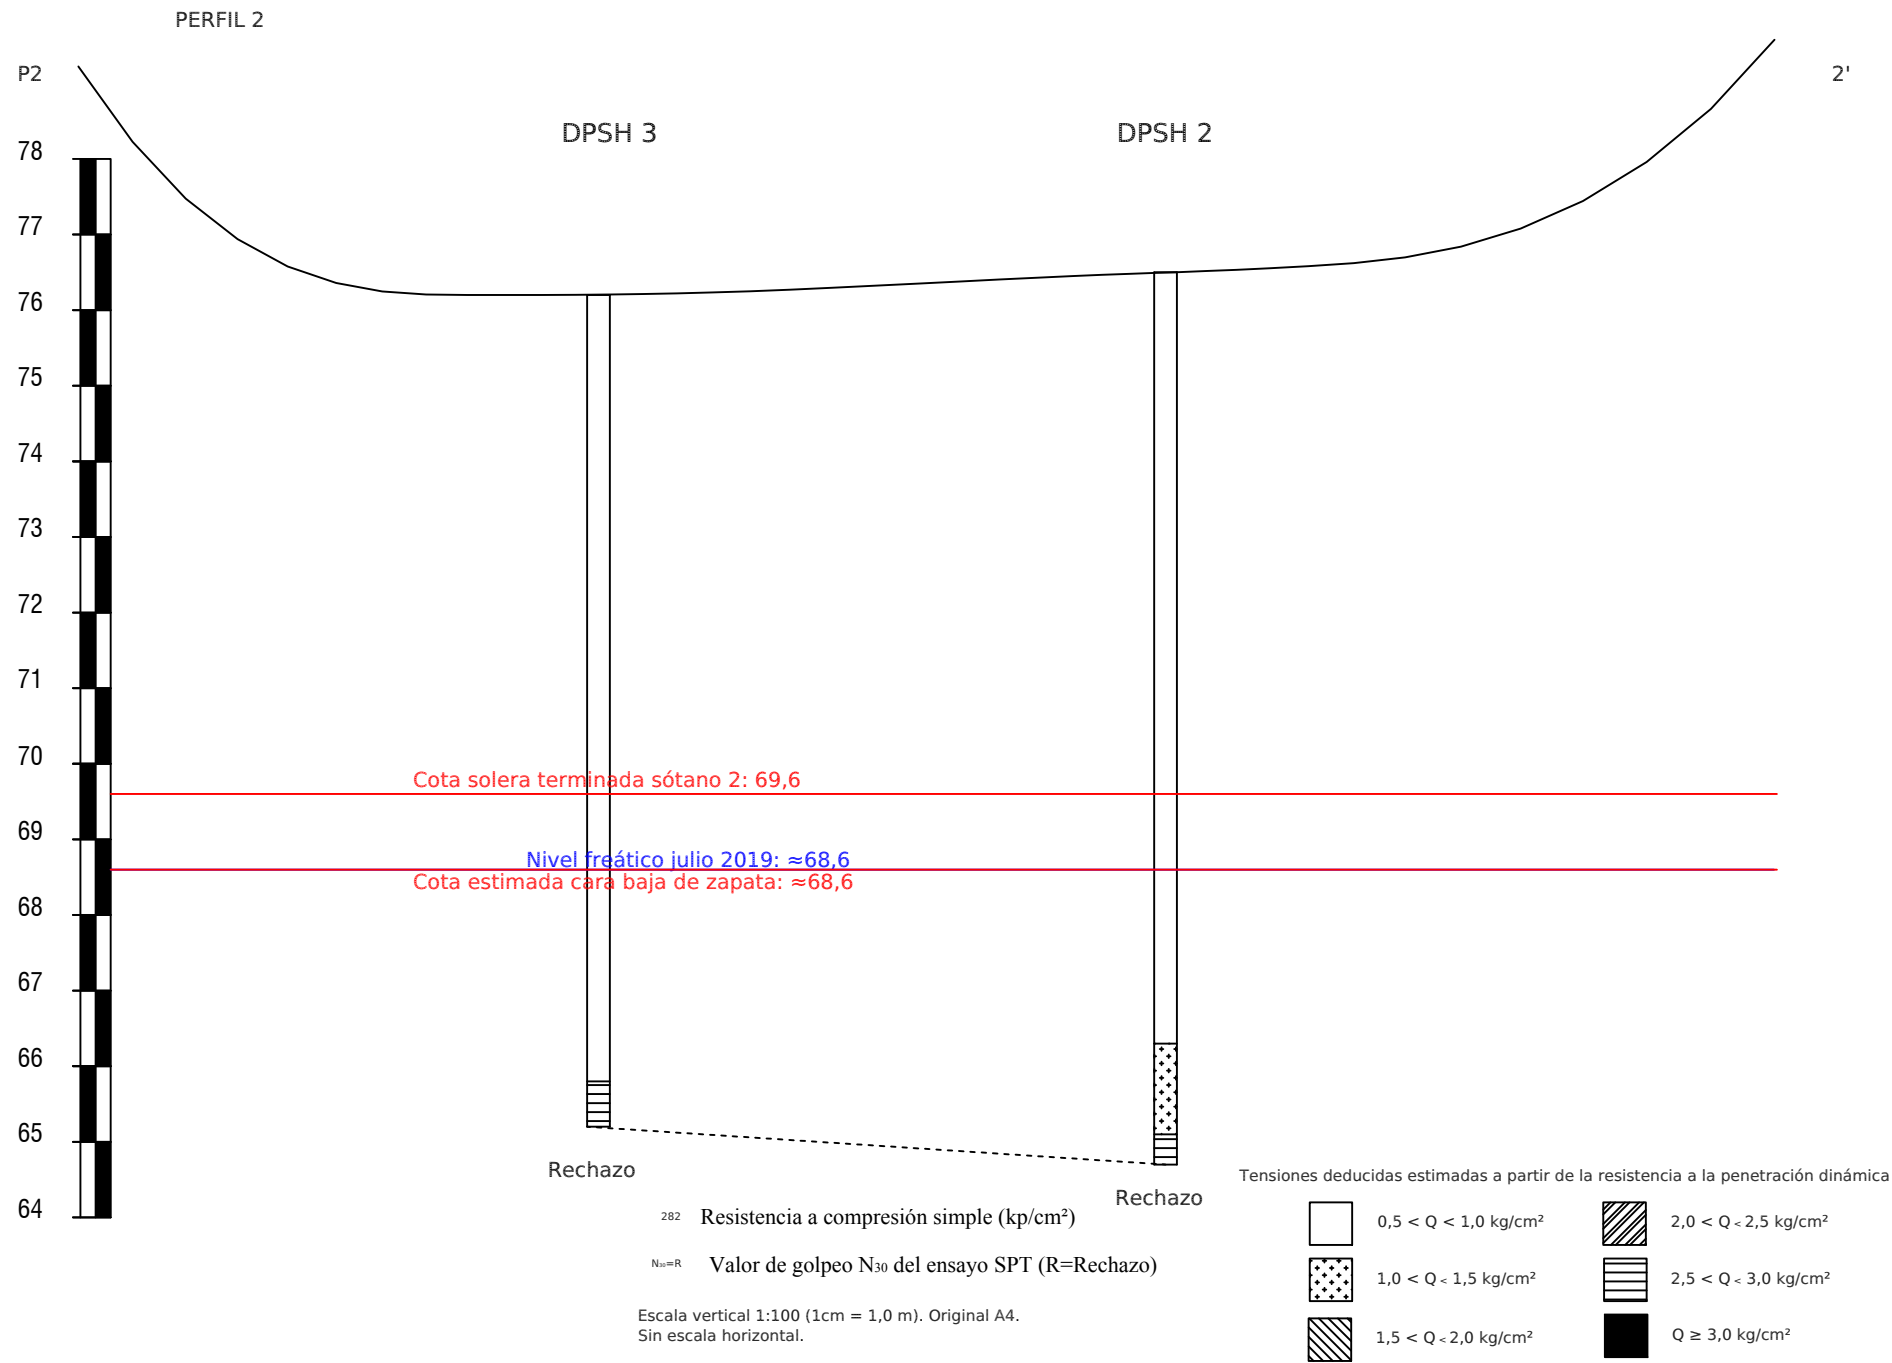 PERFIL 2
P2
2'
DPSH 3
DPSH 2
78
77
76
75
74
73
72
71
70
69
68
67
66
65
64
Cota solera terminada sótano 2: 69,6
Nivel freático julio 2019: ≈68,6
Cota estimada cara baja de zapata: ≈68,6
Rechazo
Rechazo
282 Resistencia a compresión simple (kp/cm²)
N₃₀=R Valor de golpeo N₃₀ del ensayo SPT (R=Rechazo)
Escala vertical 1:100 (1cm = 1,0 m). Original A4.
Sin escala horizontal.
Tensiones deducidas estimadas a partir de la resistencia a la penetración dinámica
0,5 < Q < 1,0 kg/cm²
2,0 < Q < 2,5 kg/cm²
1,0 < Q < 1,5 kg/cm²
2,5 < Q < 3,0 kg/cm²
1,5 < Q < 2,0 kg/cm²
Q ≥ 3,0 kg/cm²